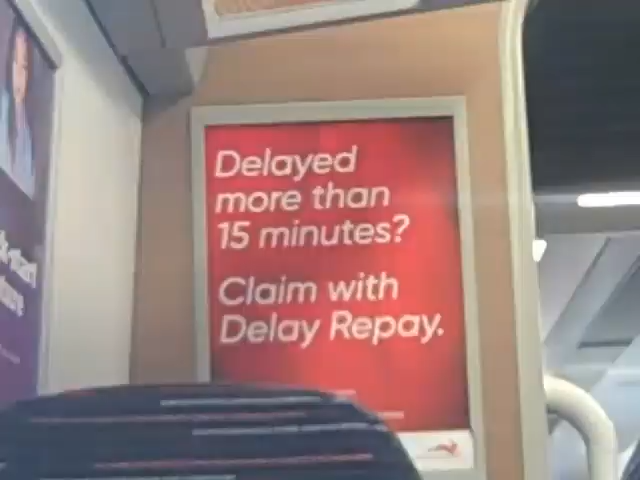 Delayed
more than
15 minutes?
Claim with
Delay Repay.